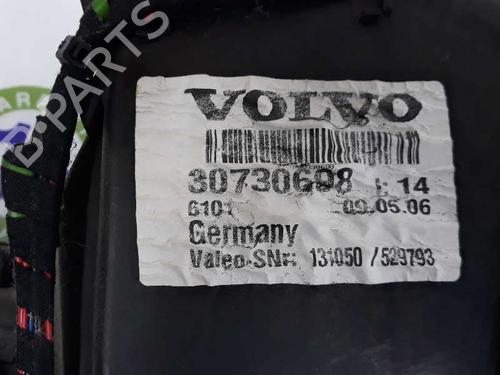 VOLVO
30730698 I: 14
6101 09.05.06
Germany
Valeo-SNr: 131050 / 529793
B-PARTS